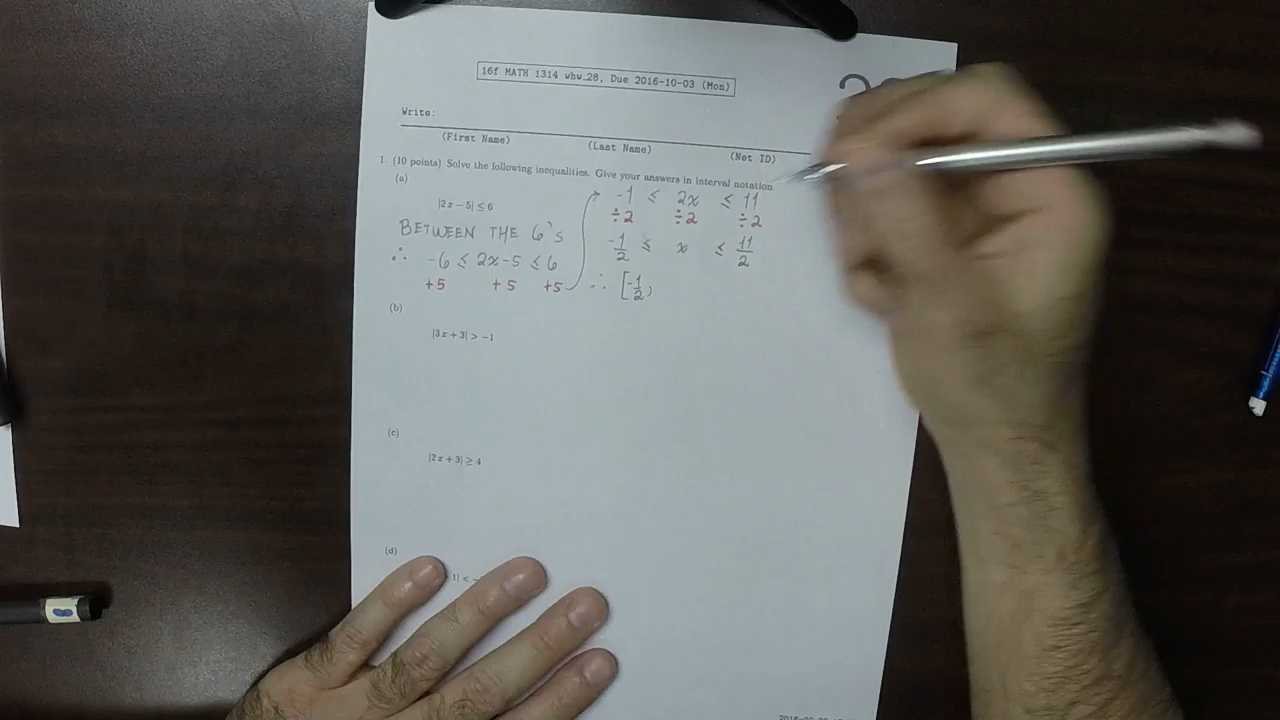 16f MATH 1314 whw_28, Due 2016-10-03 (Mon)
Write:
(First Name) (Last Name) (Net ID)
1. (10 points) Solve the following inequalities. Give your answers in interval notation.
(a)
|2x − 5| ≤ 6
BETWEEN THE 6's
∴ -6 ≤ 2x-5 ≤ 6
+5 +5 +5
-1 ≤ 2x ≤ 11
÷2 ÷2 ÷2
-1/2 ≤ x ≤ 11/2
∴ [-1/2,
(b)
|3x + 3| > −1
(c)
|2x + 3| ≥ 4
(d)
1| <